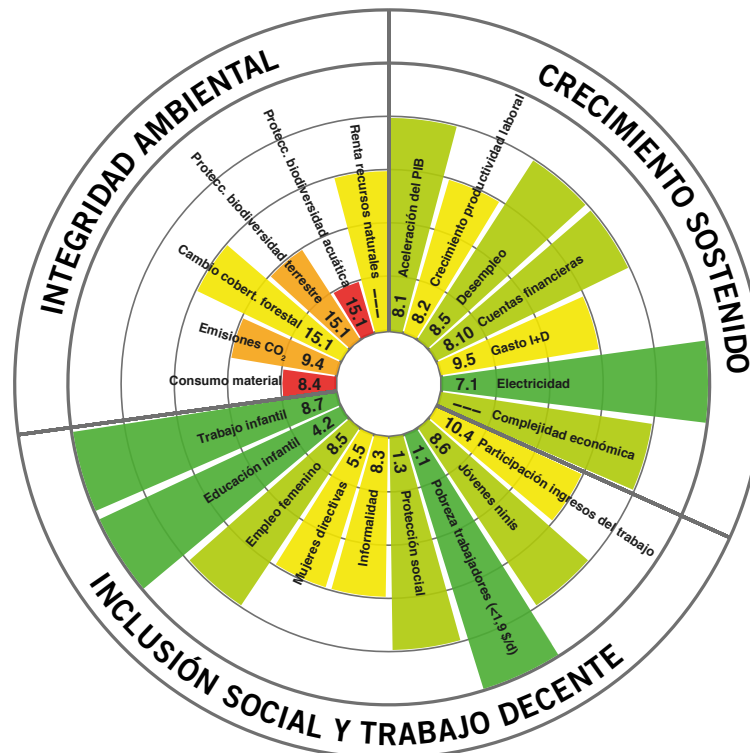 INTEGRIDAD AMBIENTAL
CRECIMIENTO SOSTENIDO
INCLUSIÓN SOCIAL Y TRABAJO DECENTE
8.1 Aceleración del PIB
8.2 Crecimiento productividad laboral
8.5 Desempleo
8.10 Cuentas financieras
9.5 Gasto I+D
7.1 Electricidad
---- Complejidad económica
10.4 Participación ingresos del trabajo
8.6 Jóvenes ninis
1.1 Pobreza trabajadores (<1,9 $/d)
1.3 Protección social
8.3 Informalidad
5.5 Mujeres directivas
Empleo femenino 8.5
Educación infantil 4.2
Trabajo infantil 8.7
Consumo material 8.4
Emisiones CO₂ 9.4
Cambio cobert. forestal 15.1
Protecc. biodiversidad terrestre 15.1
Protecc. biodiversidad acuática 15.1
Renta recursos naturales ----